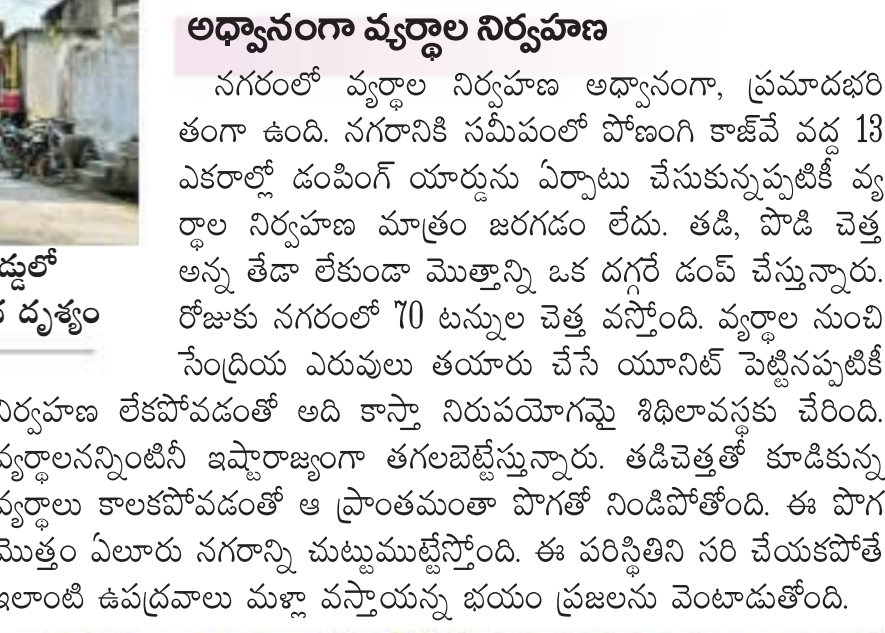 అధ్వానంగా వ్యర్థాల నిర్వహణ
నగరంలో వ్యర్థాల నిర్వహణ అధ్వానంగా, ప్రమాదభరి
తంగా ఉంది. నగరానికి సమీపంలో పోణంగి కాజ్‌వే వద్ద 13
ఎకరాల్లో డంపింగ్ యార్డును ఏర్పాటు చేసుకున్నప్పటికీ వ్య
ర్థాల నిర్వహణ మాత్రం జరగడం లేదు. తడి, పొడి చెత్త
అన్న తేడా లేకుండా మొత్తాన్ని ఒక దగ్గరే డంప్ చేస్తున్నారు.
రోజుకు నగరంలో 70 టన్నుల చెత్త వస్తోంది. వ్యర్థాల నుంచి
సేంద్రియ ఎరువులు తయారు చేసే యూనిట్ పెట్టినప్పటికీ
నిర్వహణ లేకపోవడంతో అది కాస్తా నిరుపయోగమై శిథిలావస్థకు చేరింది.
వ్యర్థాలనన్నింటినీ ఇష్టారాజ్యంగా తగలబెట్టేస్తున్నారు. తడిచెత్తతో కూడికున్న
వ్యర్థాలు కాలకపోవడంతో ఆ ప్రాంతమంతా పొగతో నిండిపోతోంది. ఈ పొగ
మొత్తం ఏలూరు నగరాన్ని చుట్టుముట్టేస్తోంది. ఈ పరిస్థితిని సరి చేయకపోతే
ఇలాంటి ఉపద్రవాలు మళ్లా వస్తాయన్న భయం ప్రజలను వెంటాడుతోంది.
దృశ్యం